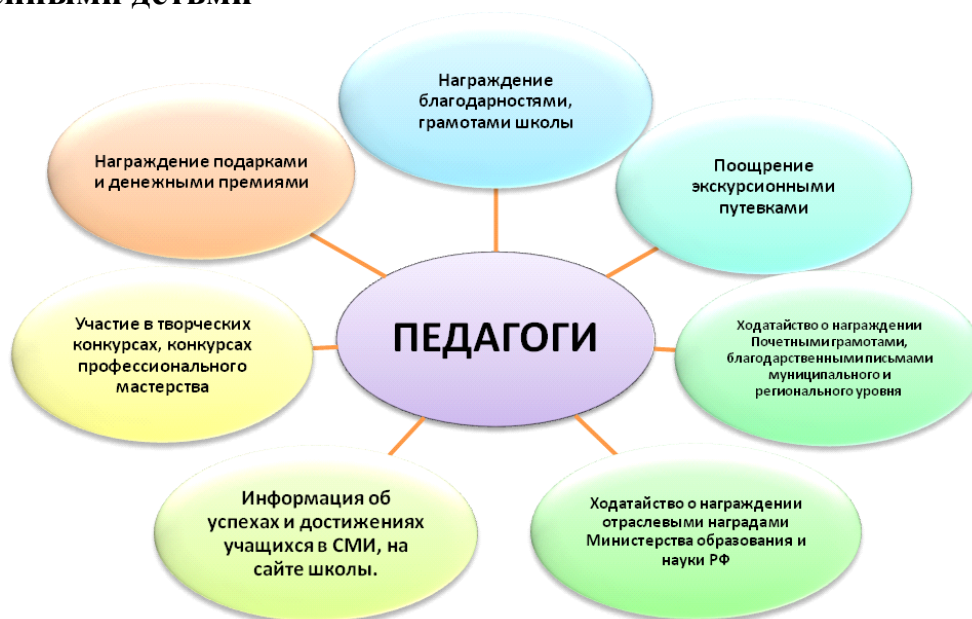 детьми
Награждение
благодарностями,
грамотами школы
Поощрение
экскурсионными
путевками
Ходатайство о награждении
Почетными грамотами,
благодарственными письмами
муниципального и
регионального уровня
Ходатайство о награждении
отраслевыми наградами
Министерства образования и
науки РФ
Информация об
успехах и достижениях
учащихся в СМИ, на
сайте школы.
Участие в творческих
конкурсах, конкурсах
профессионального
мастерства
Награждение подарками
и денежными премиями
ПЕДАГОГИ